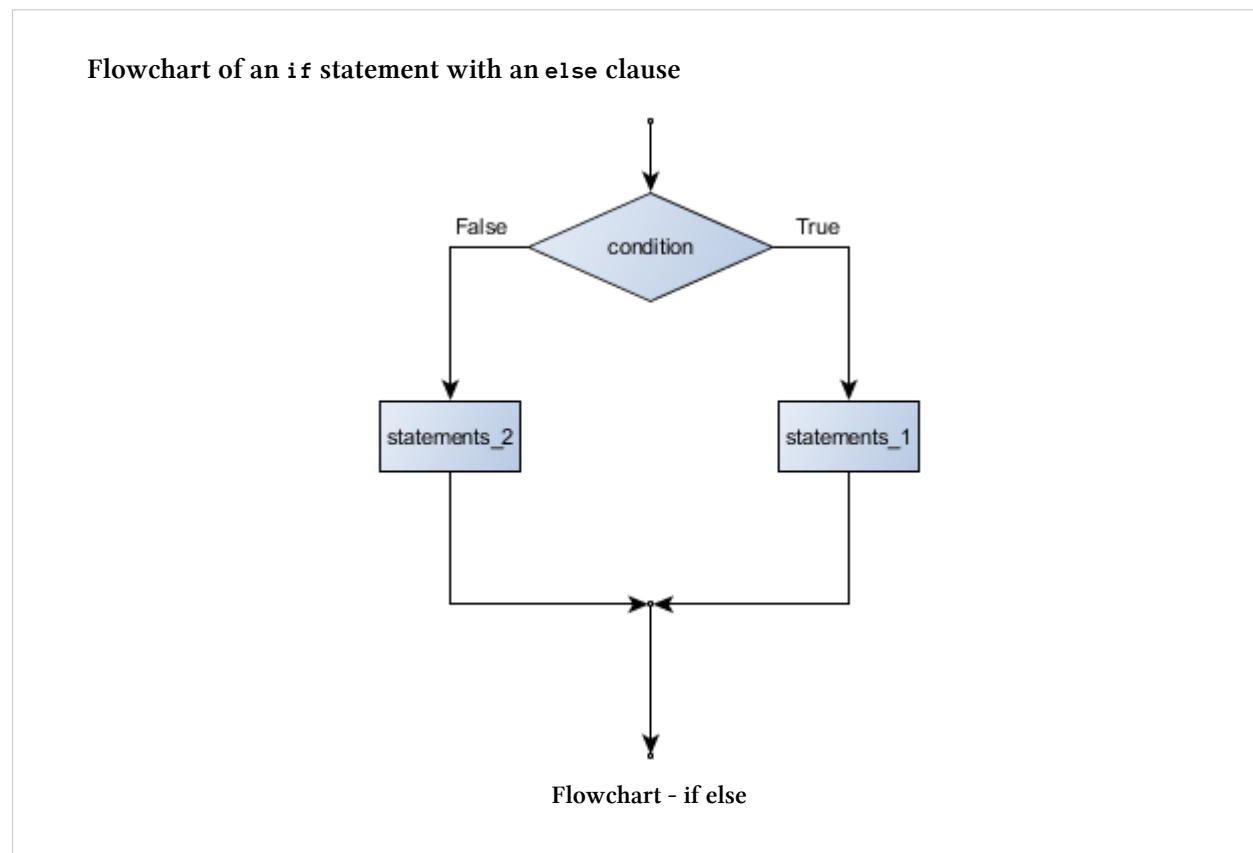 Flowchart of an if statement with an else clause
False
condition
True
statements_2
statements_1
Flowchart - if else